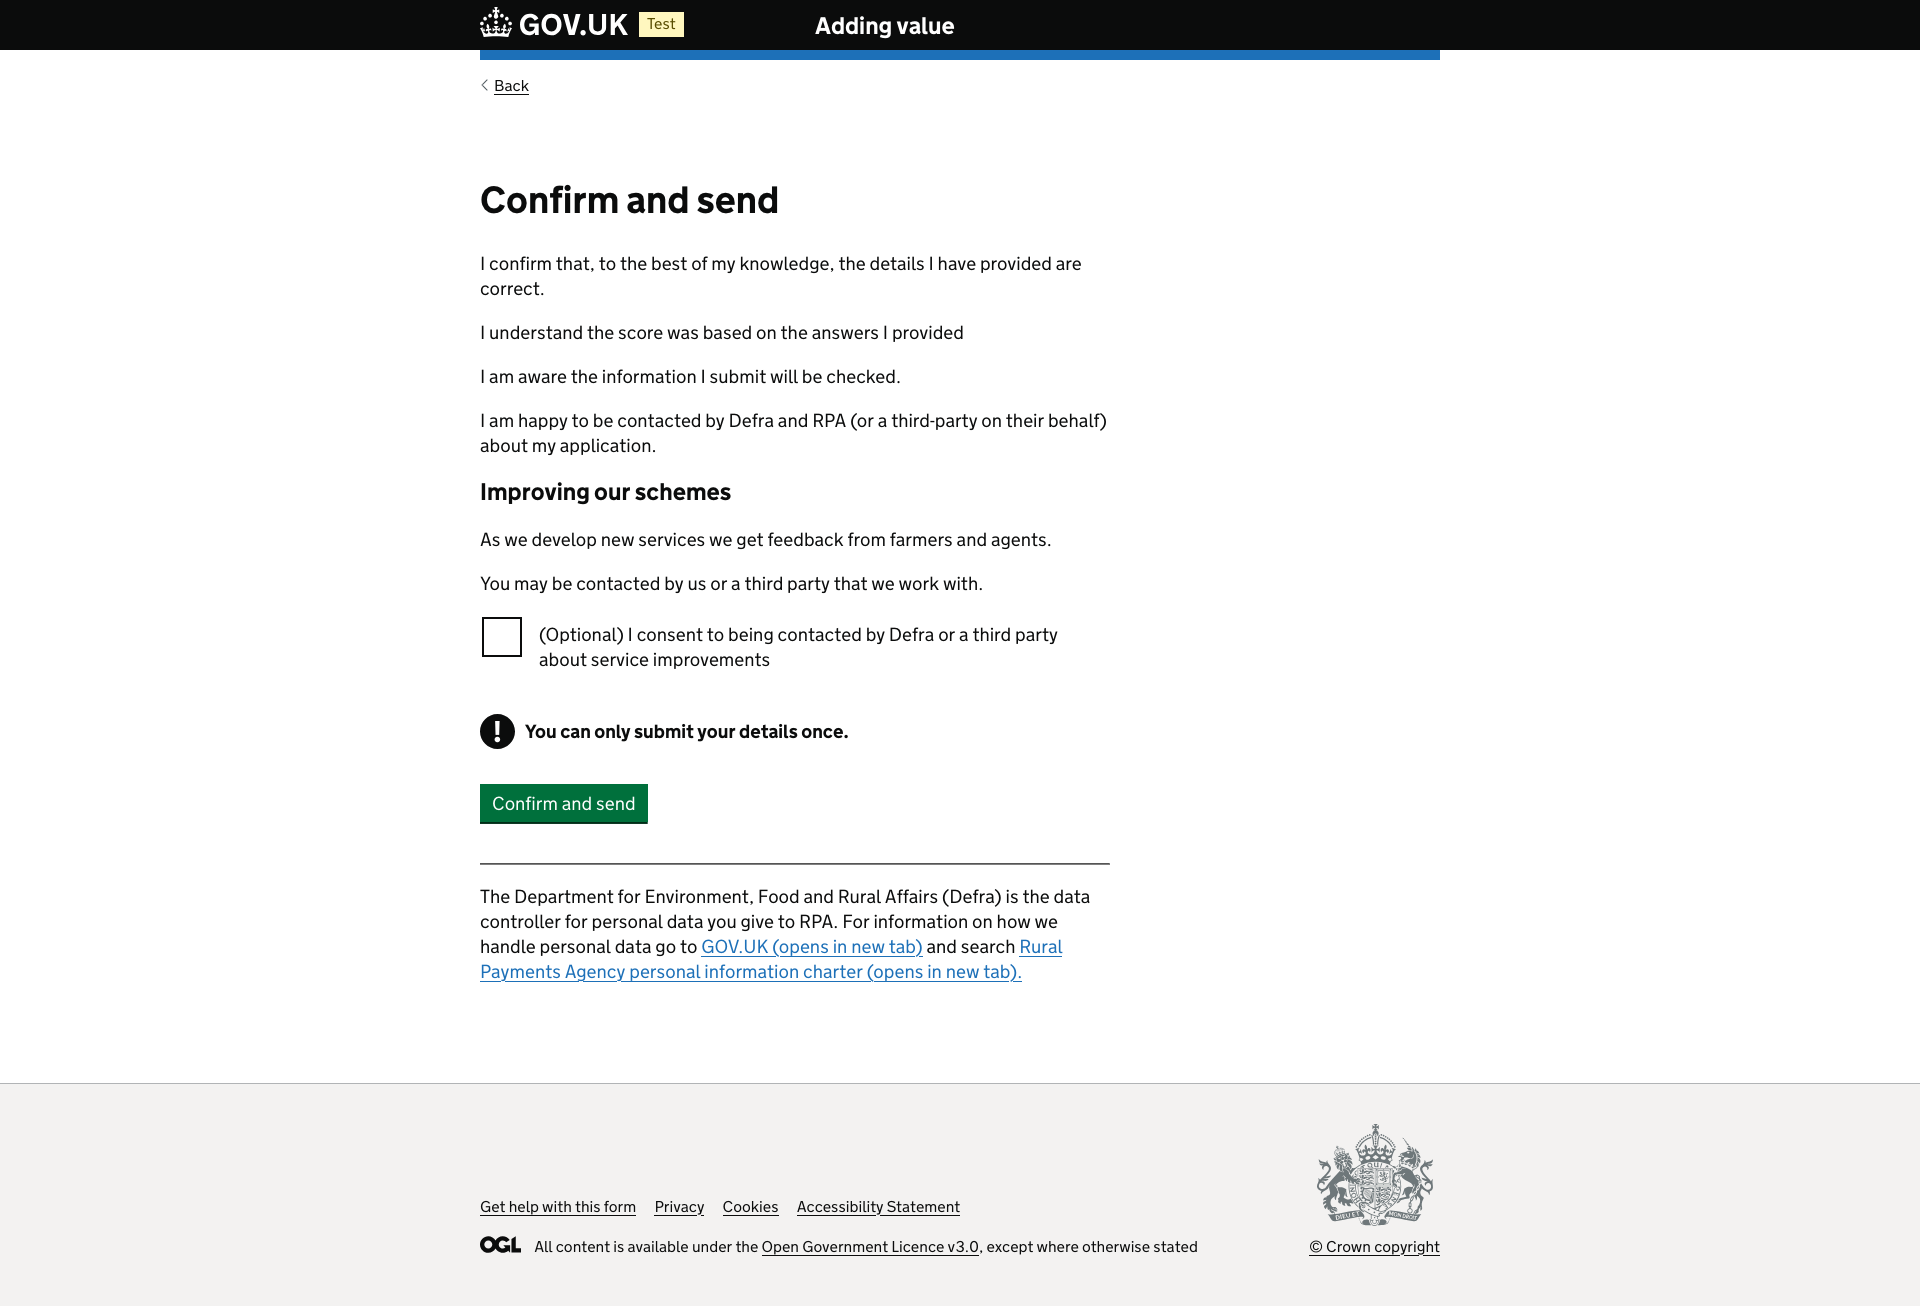 GOV.UK Test Adding value
Back
Confirm and send
I confirm that, to the best of my knowledge, the details I have provided are
correct.
I understand the score was based on the answers I provided
I am aware the information I submit will be checked.
I am happy to be contacted by Defra and RPA (or a third-party on their behalf)
about my application.
Improving our schemes
As we develop new services we get feedback from farmers and agents.
You may be contacted by us or a third party that we work with.
(Optional) I consent to being contacted by Defra or a third party
about service improvements
! You can only submit your details once.
Confirm and send
The Department for Environment, Food and Rural Affairs (Defra) is the data
controller for personal data you give to RPA. For information on how we
handle personal data go to GOV.UK (opens in new tab) and search Rural
Payments Agency personal information charter (opens in new tab).
Get help with this form Privacy Cookies Accessibility Statement
OGL All content is available under the Open Government Licence v3.0, except where otherwise stated
© Crown copyright